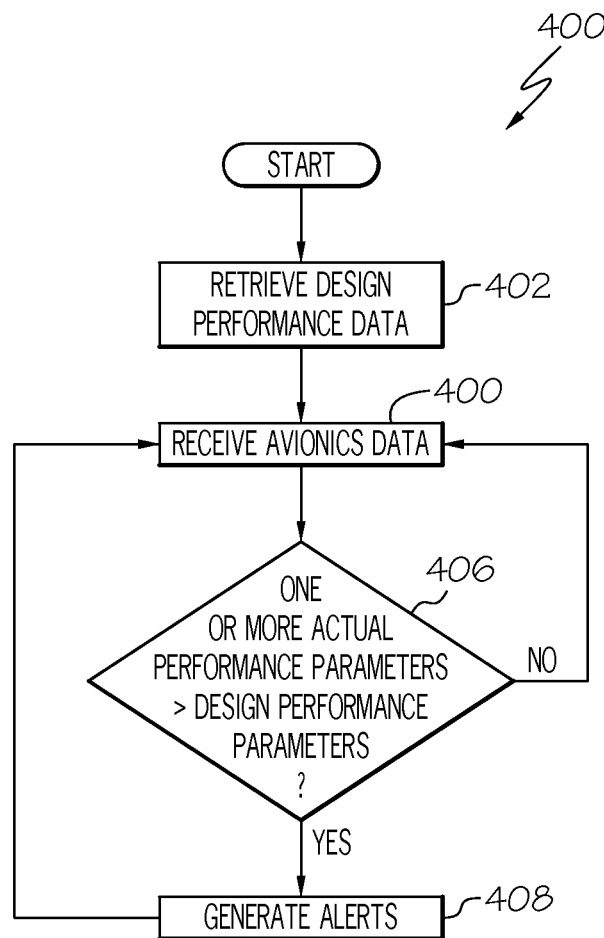 400
START
RETRIEVE DESIGN
PERFORMANCE DATA
402
400
RECEIVE AVIONICS DATA
406
ONE
OR MORE ACTUAL
PERFORMANCE PARAMETERS
> DESIGN PERFORMANCE
PARAMETERS
?
NO
YES
GENERATE ALERTS
408